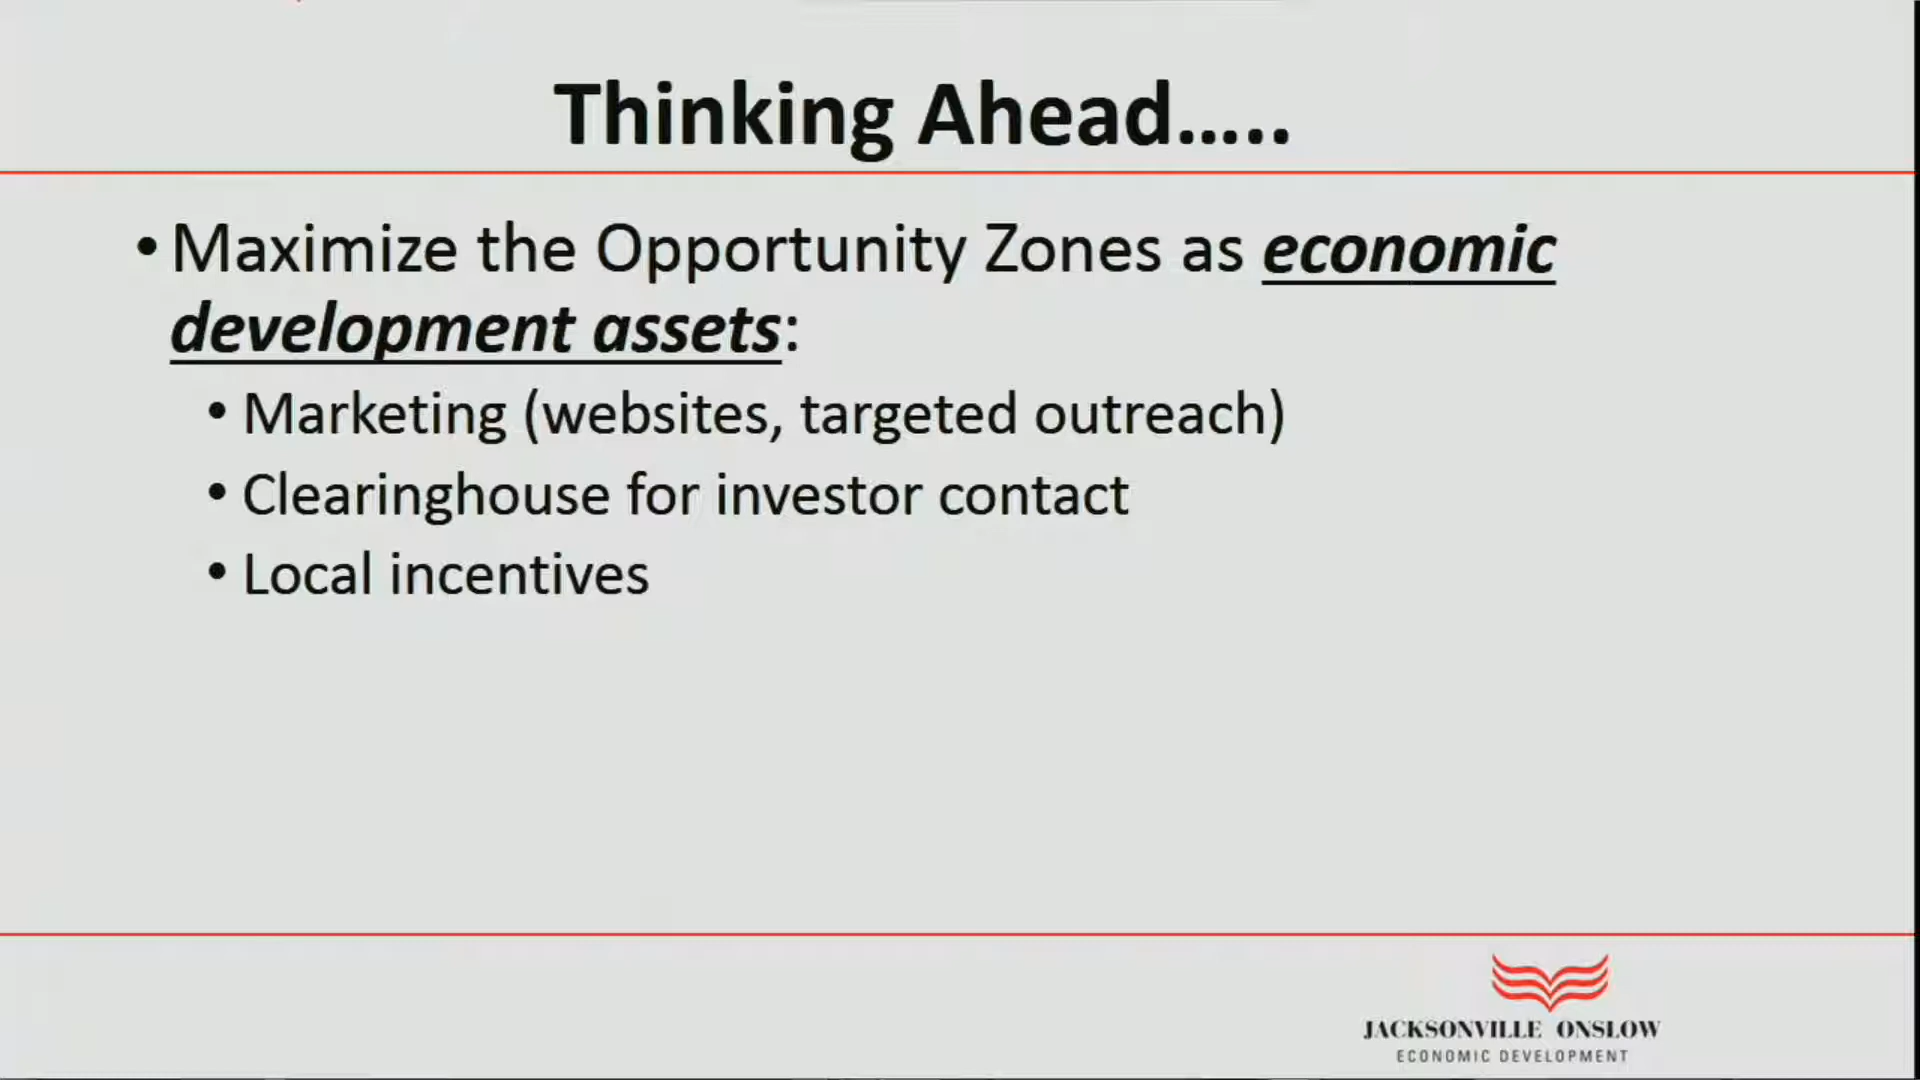 Thinking Ahead.....
• Maximize the Opportunity Zones as economic
development assets:
• Marketing (websites, targeted outreach)
• Clearinghouse for investor contact
• Local incentives
JACKSONVILLE ONSLOW
ECONOMIC DEVELOPMENT